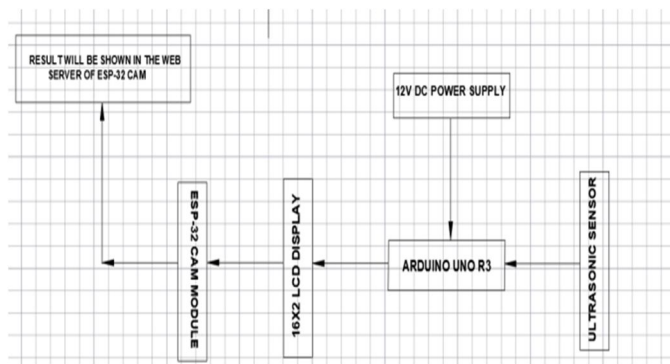 RESULT WILL BE SHOWN IN THE WEB
SERVER OF ESP-32 CAM
12V DC POWER SUPPLY
ESP-32 CAM MODULE
16X2 LCD DISPLAY
ARDUINO UNO R3
ULTRASONIC SENSOR